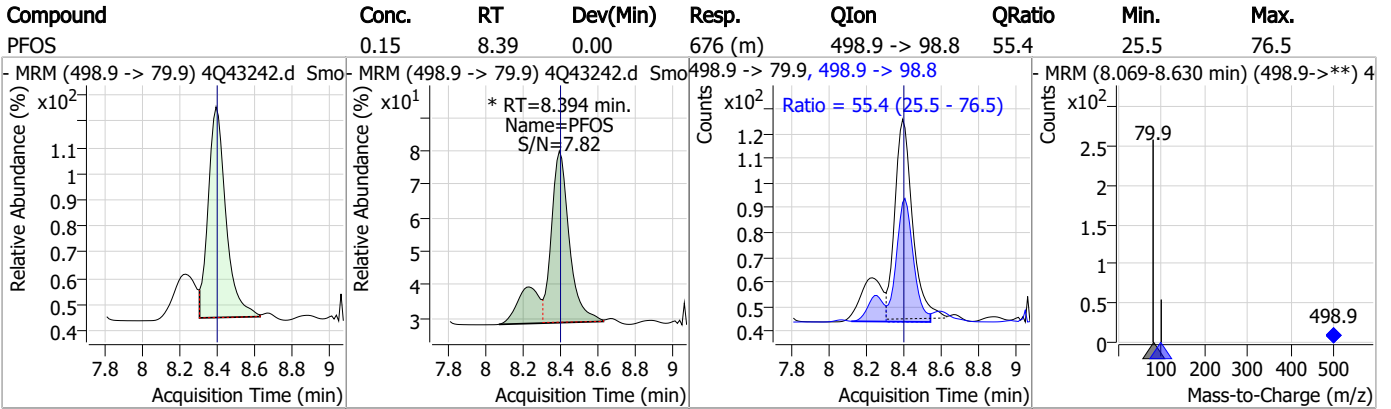 Compound Conc. RT Dev(Min) Resp. QIon QRatio Min. Max.
PFOS 0.15 8.39 0.00 676 (m) 498.9 -> 98.8 55.4 25.5 76.5
- MRM (498.9 -> 79.9) 4Q43242.d Smo
Relative Abundance (%)
x10²
1.1
1
0.9
0.8
0.7
0.6
0.5
0.4
7.8 8 8.2 8.4 8.6 8.8 9
Acquisition Time (min)
- MRM (498.9 -> 79.9) 4Q43242.d Smo
Relative Abundance (%)
x10¹
* RT=8.394 min.
Name=PFOS
S/N=7.82
8
7
6
5
4
3
7.8 8 8.2 8.4 8.6 8.8 9
Acquisition Time (min)
498.9 -> 79.9, 498.9 -> 98.8
Counts
x10²
Ratio = 55.4 (25.5 - 76.5)
1.2
1.1
1
0.9
0.8
0.7
0.6
0.5
0.4
7.8 8 8.2 8.4 8.6 8.8 9
Acquisition Time (min)
- MRM (8.069-8.630 min) (498.9->**) 4
Counts
x10²
79.9
2.5
2
1.5
1
0.5
0
498.9
100 200 300 400 500
Mass-to-Charge (m/z)